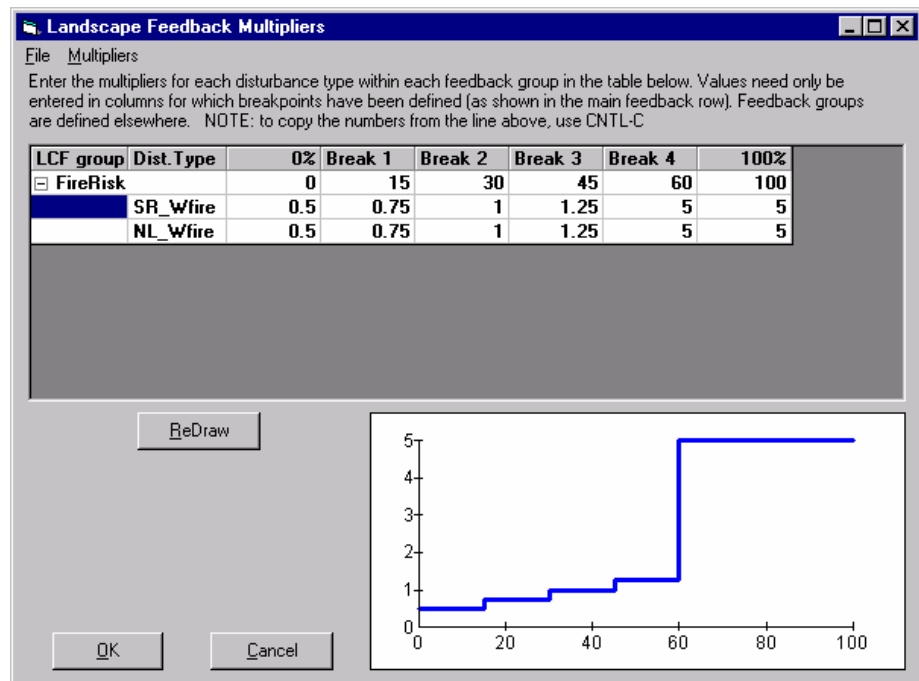 Landscape Feedback Multipliers
File Multipliers
Enter the multipliers for each disturbance type within each feedback group in the table below. Values need only be
entered in columns for which breakpoints have been defined (as shown in the main feedback row). Feedback groups
are defined elsewhere. NOTE: to copy the numbers from the line above, use CNTL-C
LCF group Dist.Type 0% Break 1 Break 2 Break 3 Break 4 100%
FireRisk 0 15 30 45 60 100
SR_Wfire 0.5 0.75 1 1.25 5 5
NL_Wfire 0.5 0.75 1 1.25 5 5
ReDraw
5
4
3
2
1
0
0 20 40 60 80 100
OK Cancel